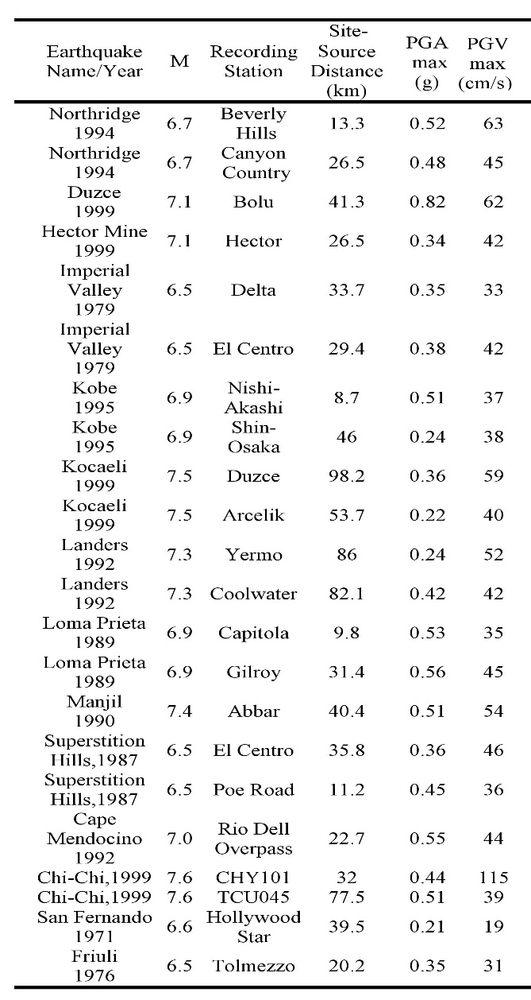 Earthquake Name/Year M Recording Station Site-Source Distance (km) PGA max (g) PGV max (cm/s)
Northridge 1994 6.7 Beverly Hills 13.3 0.52 63
Northridge 1994 6.7 Canyon Country 26.5 0.48 45
Duzce 1999 7.1 Bolu 41.3 0.82 62
Hector Mine 1999 7.1 Hector 26.5 0.34 42
Imperial Valley 1979 6.5 Delta 33.7 0.35 33
Imperial Valley 1979 6.5 El Centro 29.4 0.38 42
Kobe 1995 6.9 Nishi-Akashi 8.7 0.51 37
Kobe 1995 6.9 Shin-Osaka 46 0.24 38
Kocaeli 1999 7.5 Duzce 98.2 0.36 59
Kocaeli 1999 7.5 Arcelik 53.7 0.22 40
Landers 1992 7.3 Yermo 86 0.24 52
Landers 1992 7.3 Coolwater 82.1 0.42 42
Loma Prieta 1989 6.9 Capitola 9.8 0.53 35
Loma Prieta 1989 6.9 Gilroy 31.4 0.56 45
Manjil 1990 7.4 Abbar 40.4 0.51 54
Superstition Hills,1987 6.5 El Centro 35.8 0.36 46
Superstition Hills,1987 6.5 Poe Road 11.2 0.45 36
Cape Mendocino 1992 7.0 Rio Dell Overpass 22.7 0.55 44
Chi-Chi,1999 7.6 CHY101 32 0.44 115
Chi-Chi,1999 7.6 TCU045 77.5 0.51 39
San Fernando 1971 6.6 Hollywood Star 39.5 0.21 19
Friuli 1976 6.5 Tolmezzo 20.2 0.35 31